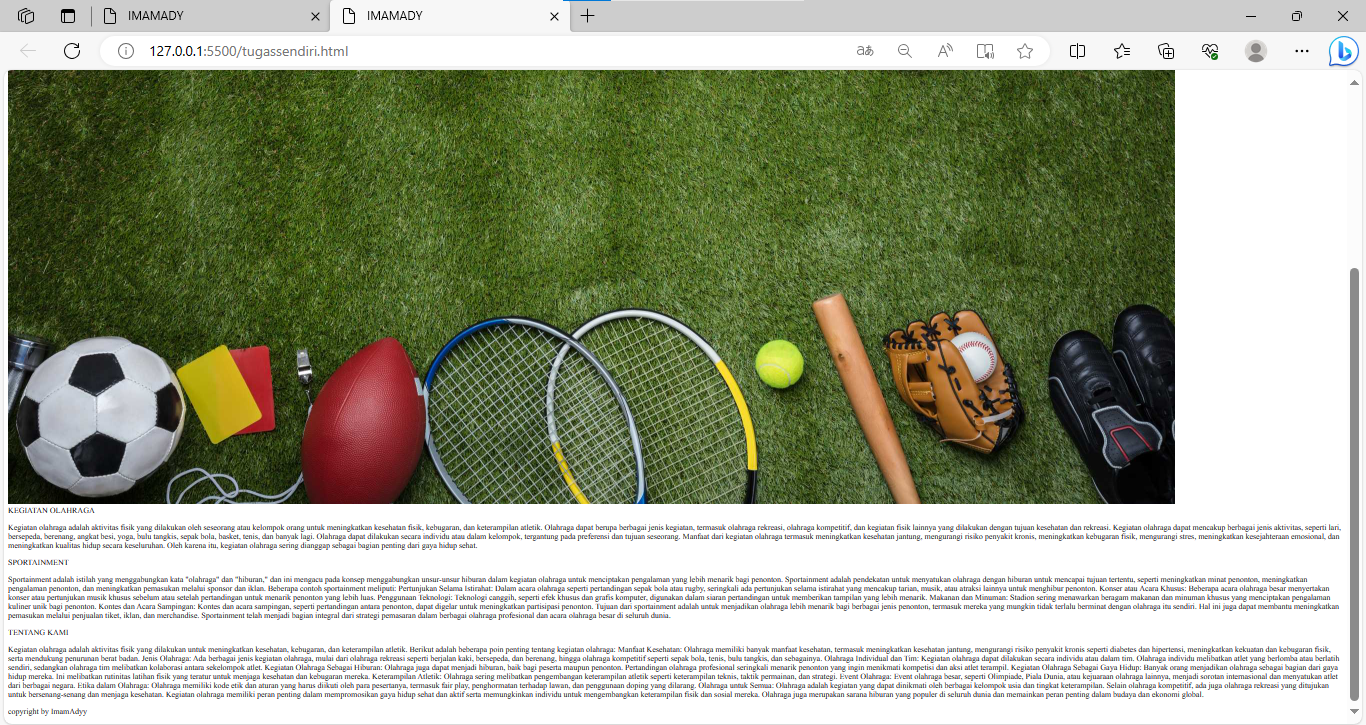 IMAMADY
IMAMADY
127.0.0.1:5500/tugassendiri.html
KEGIATAN OLAHRAGA
Kegiatan olahraga adalah aktivitas fisik yang dilakukan oleh seseorang atau kelompok orang untuk meningkatkan kesehatan fisik, kebugaran, dan keterampilan atletik. Olahraga dapat berupa berbagai jenis kegiatan, termasuk olahraga rekreasi, olahraga kompetitif, dan kegiatan fisik lainnya yang dilakukan dengan tujuan kesehatan dan rekreasi. Kegiatan olahraga dapat mencakup berbagai jenis aktivitas, seperti lari,
bersepeda, berenang, angkat besi, yoga, bulu tangkis, sepak bola, basket, tenis, dan banyak lagi. Olahraga dapat dilakukan secara individu atau dalam kelompok, tergantung pada preferensi dan tujuan seseorang. Manfaat dari kegiatan olahraga termasuk meningkatkan kesehatan jantung, mengurangi risiko penyakit kronis, meningkatkan kebugaran fisik, mengurangi stres, meningkatkan kesejahteraan emosional, dan
meningkatkan kualitas hidup secara keseluruhan. Oleh karena itu, kegiatan olahraga sering dianggap sebagai bagian penting dari gaya hidup sehat.
SPORTAINMENT
Sportainment adalah istilah yang menggabungkan kata "olahraga" dan "hiburan," dan ini mengacu pada konsep menggabungkan unsur-unsur hiburan dalam kegiatan olahraga untuk menciptakan pengalaman yang lebih menarik bagi penonton. Sportainment adalah pendekatan untuk menyatukan olahraga dengan hiburan untuk mencapai tujuan tertentu, seperti meningkatkan minat penonton, meningkatkan
pengalaman penonton, dan meningkatkan pemasukan melalui sponsor dan iklan. Beberapa contoh sportainment meliputi: Pertunjukan Selama Istirahat: Dalam acara olahraga seperti pertandingan sepak bola atau rugby, seringkali ada pertunjukan selama istirahat yang mencakup tarian, musik, atau atraksi lainnya untuk menghibur penonton. Konser atau Acara Khusus: Beberapa acara olahraga besar menyertakan
konser atau pertunjukan musik khusus sebelum atau setelah pertandingan untuk menarik penonton yang lebih luas. Penggunaan Teknologi: Teknologi canggih, seperti efek khusus dan grafis komputer, digunakan dalam siaran pertandingan untuk memberikan tampilan yang lebih menarik. Makanan dan Minuman: Stadion sering menawarkan beragam makanan dan minuman khusus yang menciptakan pengalaman
kuliner unik bagi penonton. Kontes dan Acara Sampingan: Kontes dan acara sampingan, seperti pertandingan antara penonton, dapat digelar untuk meningkatkan partisipasi penonton. Tujuan dari sportainment adalah untuk menjadikan olahraga lebih menarik bagi berbagai jenis penonton, termasuk mereka yang mungkin tidak terlalu berminat dengan olahraga itu sendiri. Hal ini juga dapat membantu meningkatkan
pemasukan melalui penjualan tiket, iklan, dan merchandise. Sportainment telah menjadi bagian integral dari strategi pemasaran dalam berbagai olahraga profesional dan acara olahraga besar di seluruh dunia.
TENTANG KAMI
Kegiatan olahraga adalah aktivitas fisik yang dilakukan untuk meningkatkan kesehatan, kebugaran, dan keterampilan atletik. Berikut adalah beberapa poin penting tentang kegiatan olahraga: Manfaat Kesehatan: Olahraga memiliki banyak manfaat kesehatan, termasuk meningkatkan kesehatan jantung, mengurangi risiko penyakit kronis seperti diabetes dan hipertensi, meningkatkan kekuatan dan kebugaran fisik,
serta mendukung penurunan berat badan. Jenis Olahraga: Ada berbagai jenis kegiatan olahraga, mulai dari olahraga rekreasi seperti berjalan kaki, bersepeda, dan berenang, hingga olahraga kompetitif seperti sepak bola, tenis, bulu tangkis, dan sebagainya. Olahraga Individual dan Tim: Kegiatan olahraga dapat dilakukan secara individu atau dalam tim. Olahraga individu melibatkan atlet yang berlomba atau berlatih
sendiri, sedangkan olahraga tim melibatkan kolaborasi antara sekelompok atlet. Kegiatan Olahraga Sebagai Hiburan: Olahraga juga dapat menjadi hiburan, baik bagi peserta maupun penonton. Pertandingan olahraga profesional seringkali menarik penonton yang ingin menikmati kompetisi dan aksi atlet terampil. Kegiatan Olahraga Sebagai Gaya Hidup: Banyak orang menjadikan olahraga sebagai bagian dari gaya
hidup mereka. Ini melibatkan rutinitas latihan fisik yang teratur untuk menjaga kesehatan dan kebugaran mereka. Keterampilan Atletik: Olahraga sering melibatkan pengembangan keterampilan atletik seperti keterampilan teknis, taktik permainan, dan strategi. Event Olahraga: Event olahraga besar, seperti Olimpiade, Piala Dunia, atau kejuaraan olahraga lainnya, menjadi sorotan internasional dan menyatukan atlet
dari berbagai negara. Etika dalam Olahraga: Olahraga memiliki kode etik dan aturan yang harus diikuti oleh para pesertanya, termasuk fair play, penghormatan terhadap lawan, dan penggunaan doping yang dilarang. Olahraga untuk Semua: Olahraga adalah kegiatan yang dapat dinikmati oleh berbagai kelompok usia dan tingkat keterampilan. Selain olahraga kompetitif, ada juga olahraga rekreasi yang ditujukan
untuk bersenang-senang dan menjaga kesehatan. Kegiatan olahraga memiliki peran penting dalam mempromosikan gaya hidup sehat dan aktif serta memungkinkan individu untuk mengembangkan keterampilan fisik dan sosial mereka. Olahraga juga merupakan sarana hiburan yang populer di seluruh dunia dan memainkan peran penting dalam budaya dan ekonomi global.
copyright by ImamAdyy